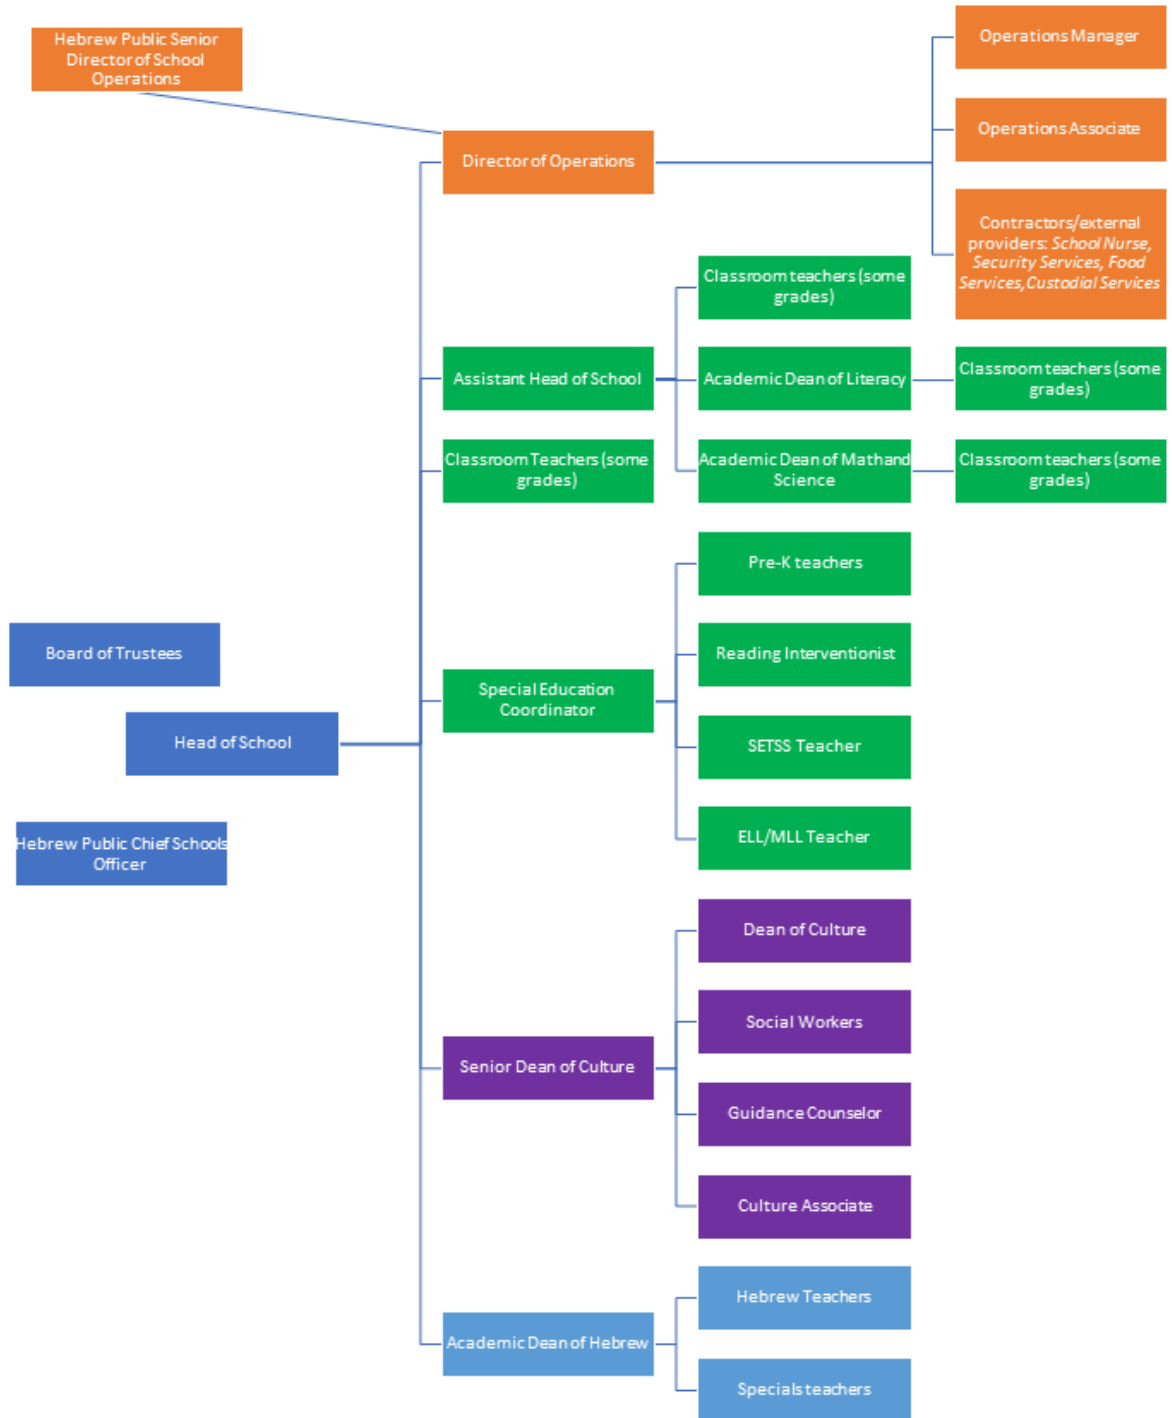 Hebrew Public Senior
Director of School
Operations
Operations Manager
Director of Operations
Operations Associate
Contractors/external
providers: School Nurse,
Security Services, Food
Services, Custodial Services
Classroom teachers (some
grades)
Assistant Head of School
Academic Dean of Literacy
Classroom teachers (some
grades)
Classroom Teachers (some
grades)
Academic Dean of Math and
Science
Classroom teachers (some
grades)
Pre-K teachers
Board of Trustees
Reading Interventionist
Special Education
Coordinator
Head of School
SETSS Teacher
Hebrew Public Chief Schools
Officer
ELL/MLL Teacher
Dean of Culture
Social Workers
Senior Dean of Culture
Guidance Counselor
Culture Associate
Hebrew Teachers
Academic Dean of Hebrew
Specials teachers